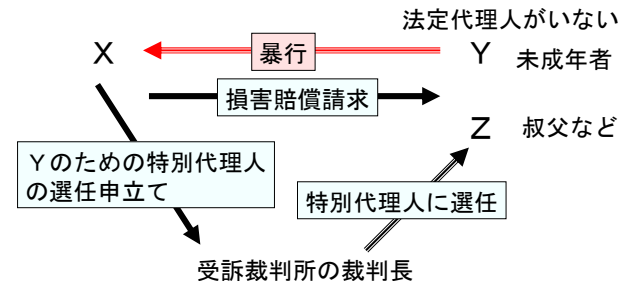 法定代理人がいない
X
暴行
Y
未成年者
損害賠償請求
Z
叔父など
Yのための特別代理人
の選任申立て
特別代理人に選任
受訴裁判所の裁判長